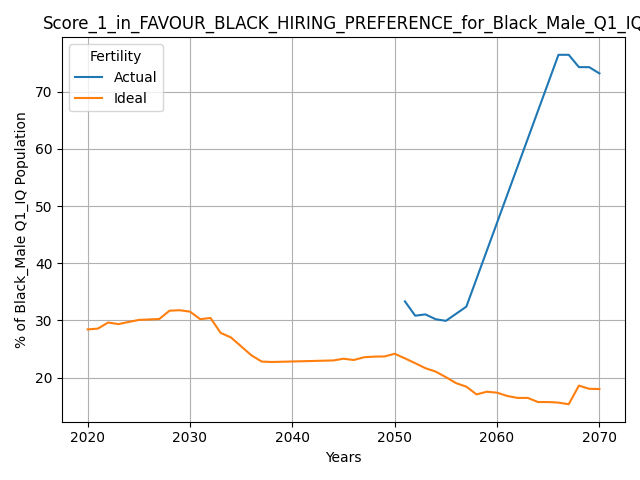 Score_1_in_FAVOUR_BLACK_HIRING_PREFERENCE_for_Black_Male_Q1_IQ
Fertility
Actual
Ideal
70
60
50
40
30
20
% of Black_Male Q1_IQ Population
2020 2030 2040 2050 2060 2070
Years